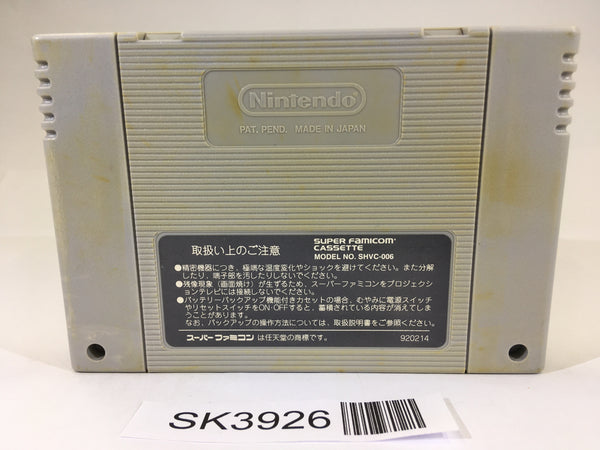 Nintendo
PAT. PEND. MADE IN JAPAN
取扱い上のご注意
SUPER FAMICOM
CASSETTE
MODEL NO. SHVC-006
●精密機器につき、極端な温度変化やショックを避けてください。また分解
したり、端子部を汚したりしないでください。
●残像現象(画面焼け)が生ずるため、スーパーファミコンをプロジェクシ
ョンテレビには接続しないでください。
●バッテリーバックアップ機能付きカセットの場合、むやみに電源スイッチ
やリセットスイッチをON・OFFすると、蓄積されている内容が消えてしま
うことがあります。
なお、バックアップの操作方法については、取扱説明書をご参照ください。
スーパーファミコンは任天堂の商標です。
920214
SK3926